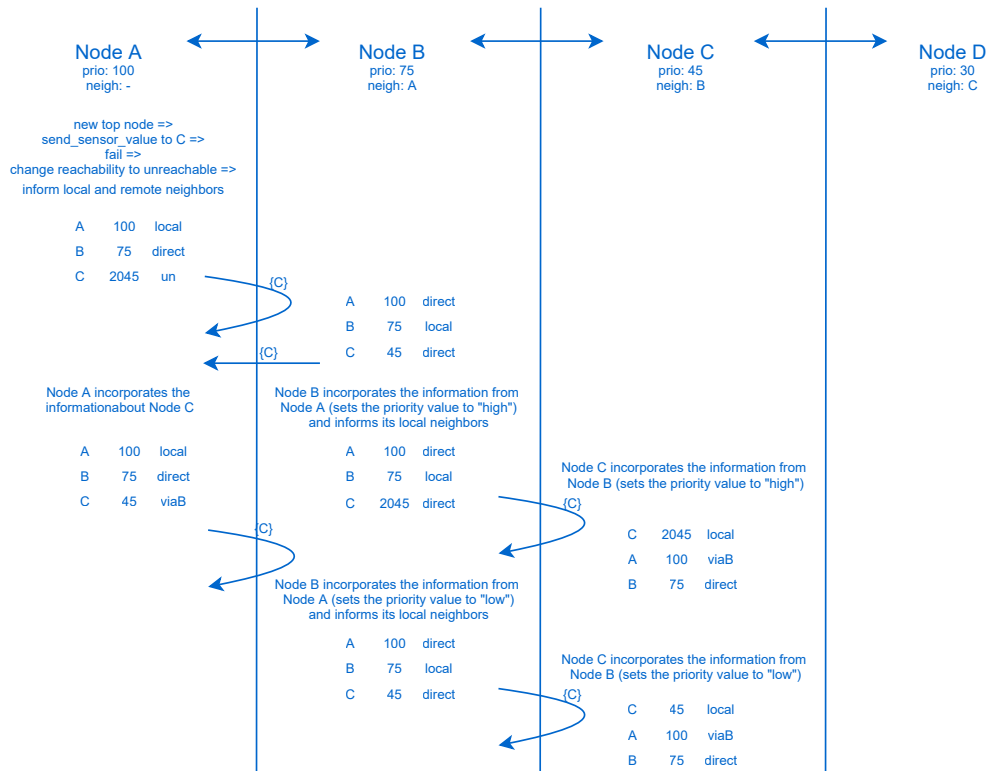 Node A
prio: 100
neigh: -
Node B
prio: 75
neigh: A
Node C
prio: 45
neigh: B
Node D
prio: 30
neigh: C
new top node =>
send_sensor_value to C =>
fail =>
change reachability to unreachable =>
inform local and remote neighbors
A 100 local
B 75 direct
C 2045 un
{C}
A 100 direct
B 75 local
C 45 direct
{C}
Node A incorporates the
informationabout Node C
A 100 local
B 75 direct
C 45 viaB
Node B incorporates the information from
Node A (sets the priority value to "high")
and informs its local neighbors
A 100 direct
B 75 local
C 2045 direct
Node C incorporates the information from
Node B (sets the priority value to "high")
{C}
C 2045 local
A 100 viaB
B 75 direct
{C}
Node B incorporates the information from
Node A (sets the priority value to "low")
and informs its local neighbors
A 100 direct
B 75 local
C 45 direct
Node C incorporates the information from
Node B (sets the priority value to "low")
{C}
C 45 local
A 100 viaB
B 75 direct